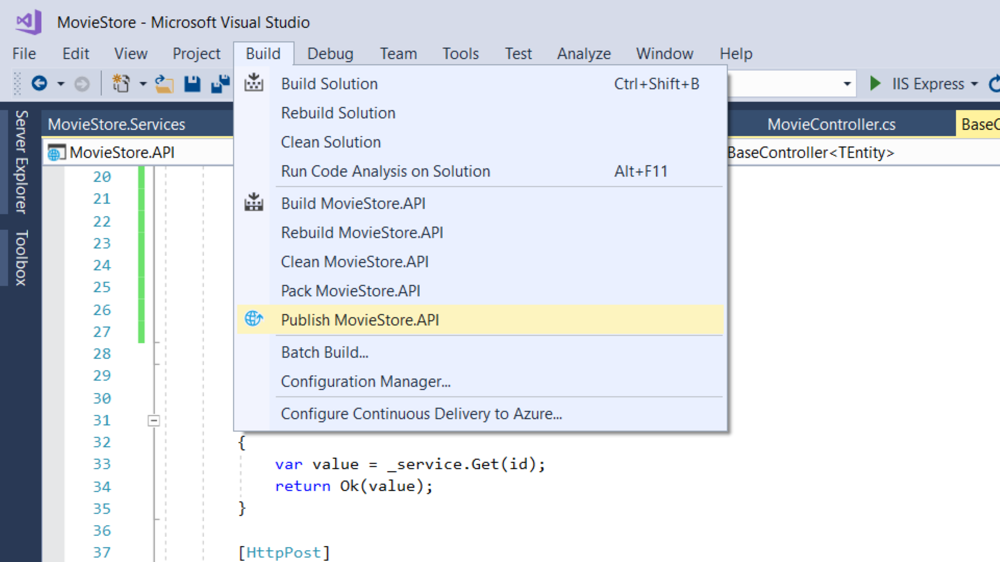 MovieStore - Microsoft Visual Studio
File Edit View Project Build Debug Team Tools Test Analyze Window Help
IIS Express
Build Solution Ctrl+Shift+B
Rebuild Solution
Clean Solution
Run Code Analysis on Solution Alt+F11
Build MovieStore.API
Rebuild MovieStore.API
Clean MovieStore.API
Pack MovieStore.API
Publish MovieStore.API
Batch Build...
Configuration Manager...
Configure Continuous Delivery to Azure...
Server Explorer
Toolbox
MovieStore.Services MovieController.cs BaseC
MovieStore.API BaseController<TEntity>
20
21
22
23
24
25
26
27
28
29
30
31
32 {
33 var value = _service.Get(id);
34 return Ok(value);
35 }
36
37 [HttpPost]